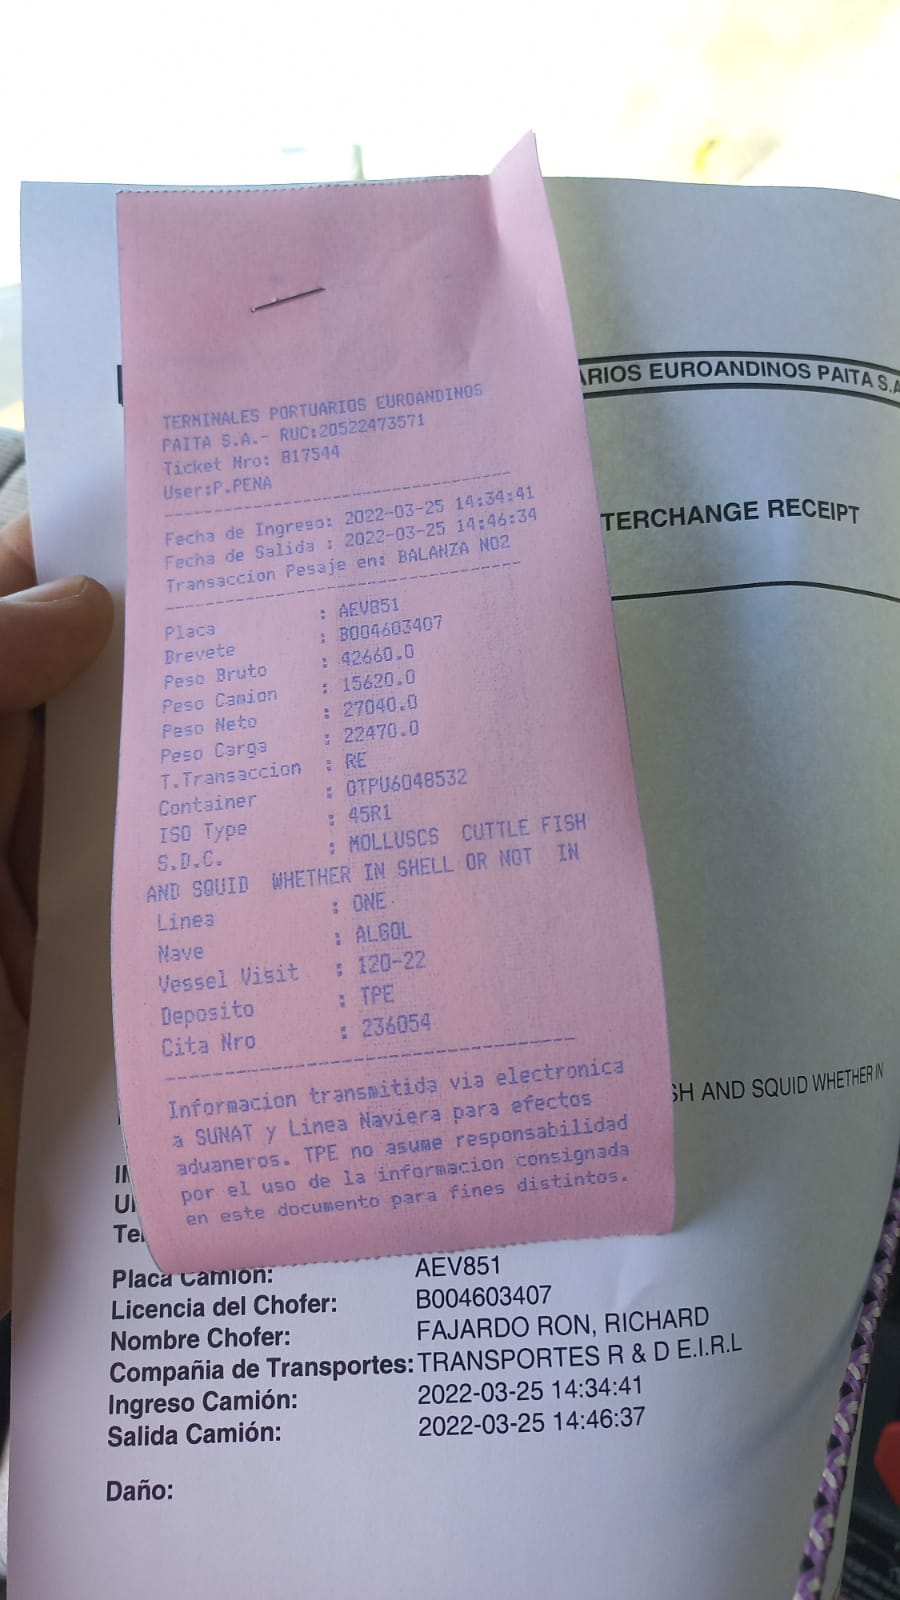 TERMINALES PORTUARIOS EUROANDINOS
PAITA S.A.- RUC:20522473571
Ticket Nro: 817544
User:P.PENA
Fecha de Ingreso: 2022-03-25 14:34:41
Fecha de Salida : 2022-03-25 14:46:34
Transaccion Pesaje en: BALANZA NO2
Placa : AEV851
Brevete : B004603407
Peso Bruto : 42660.0
Peso Camion : 15620.0
Peso Neto : 27040.0
Peso Carga : 22470.0
T.Transaccion : RE
Container : OTPU6048532
ISO Type : 45R1
S.D.C. : MOLLUSCS CUTTLE FISH
AND SQUID WHETHER IN SHELL OR NOT IN
Linea : ONE
Nave : ALGOL
Vessel Visit : 120-22
Deposito : TPE
Cita Nro : 236054
Informacion transmitida via electronica
a SUNAT y Linea Naviera para efectos
aduaneros. TPE no asume responsabilidad
por el uso de la informacion consignada
en este documento para fines distintos.
ARIOS EUROANDINOS PAITA S.A
TERCHANGE RECEIPT
SH AND SQUID WHETHER IN
Placa Camión: AEV851
Licencia del Chofer: B004603407
Nombre Chofer: FAJARDO RON, RICHARD
Compañia de Transportes: TRANSPORTES R & D E.I.R.L
Ingreso Camión: 2022-03-25 14:34:41
Salida Camión: 2022-03-25 14:46:37
Daño: